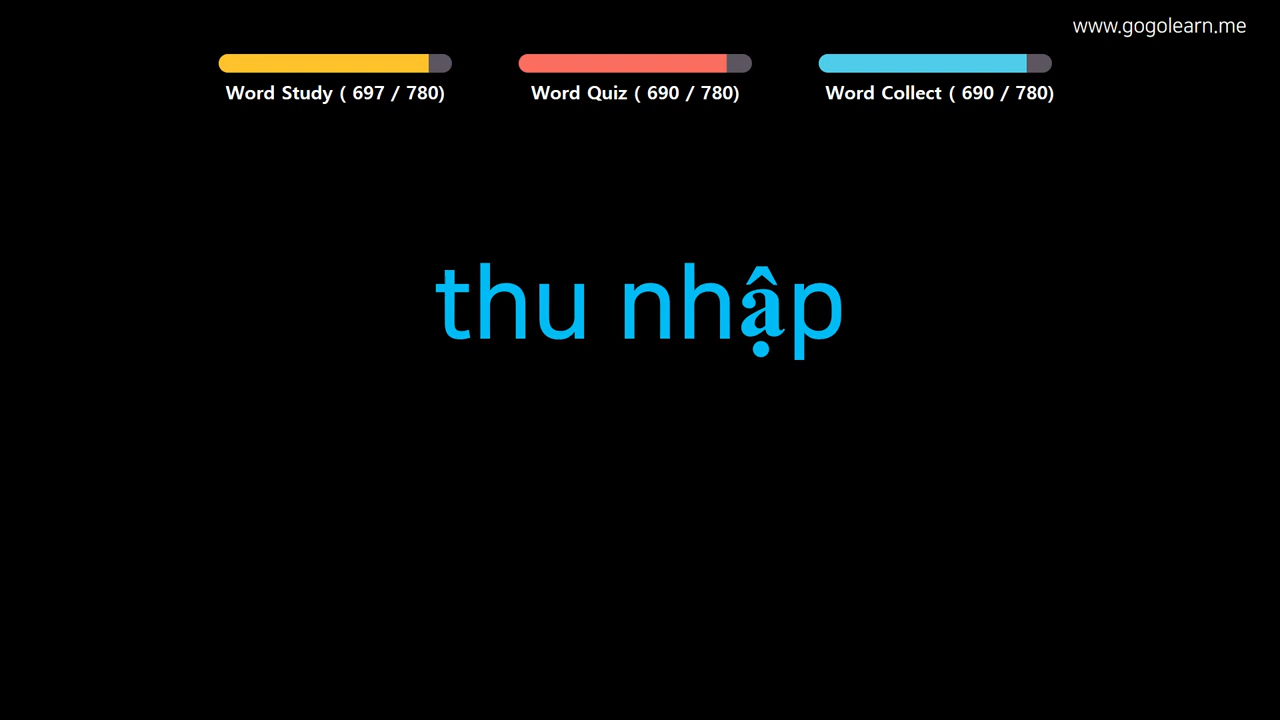 www.gogolearn.me
Word Study ( 697 / 780)
Word Quiz ( 690 / 780)
Word Collect ( 690 / 780)
thu nhập